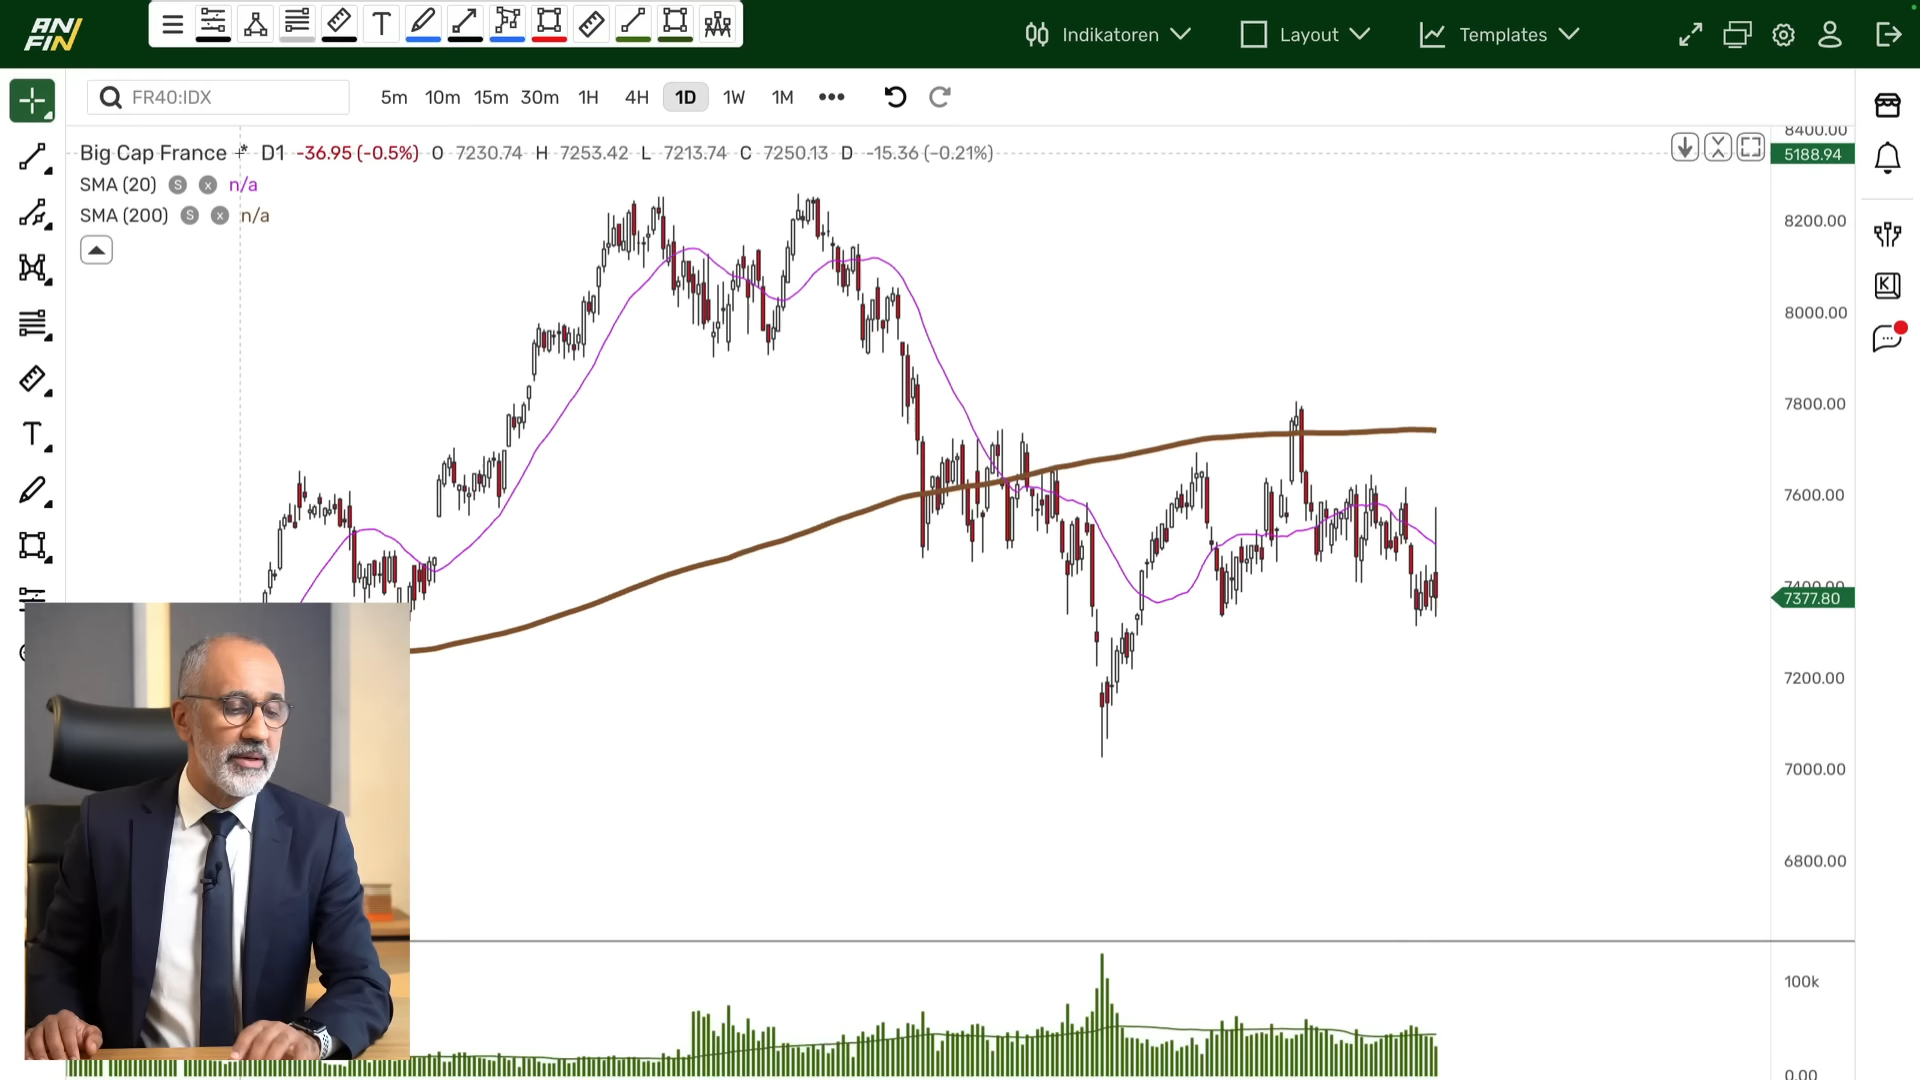 ANFIN
T
Indikatoren
Layout
Templates
FR40:IDX
5m 10m 15m 30m 1H 4H 1D 1W 1M •••
Big Cap France * D1 -36.95 (-0.5%) O 7230.74 H 7253.42 L 7213.74 C 7250.13 D -15.36 (-0.21%)
SMA (20) S x n/a
SMA (200) S x n/a
8400.00
5188.94
8200.00
8000.00
7800.00
7600.00
7400.00
7377.80
7200.00
7000.00
6800.00
100k
0.00
T
K